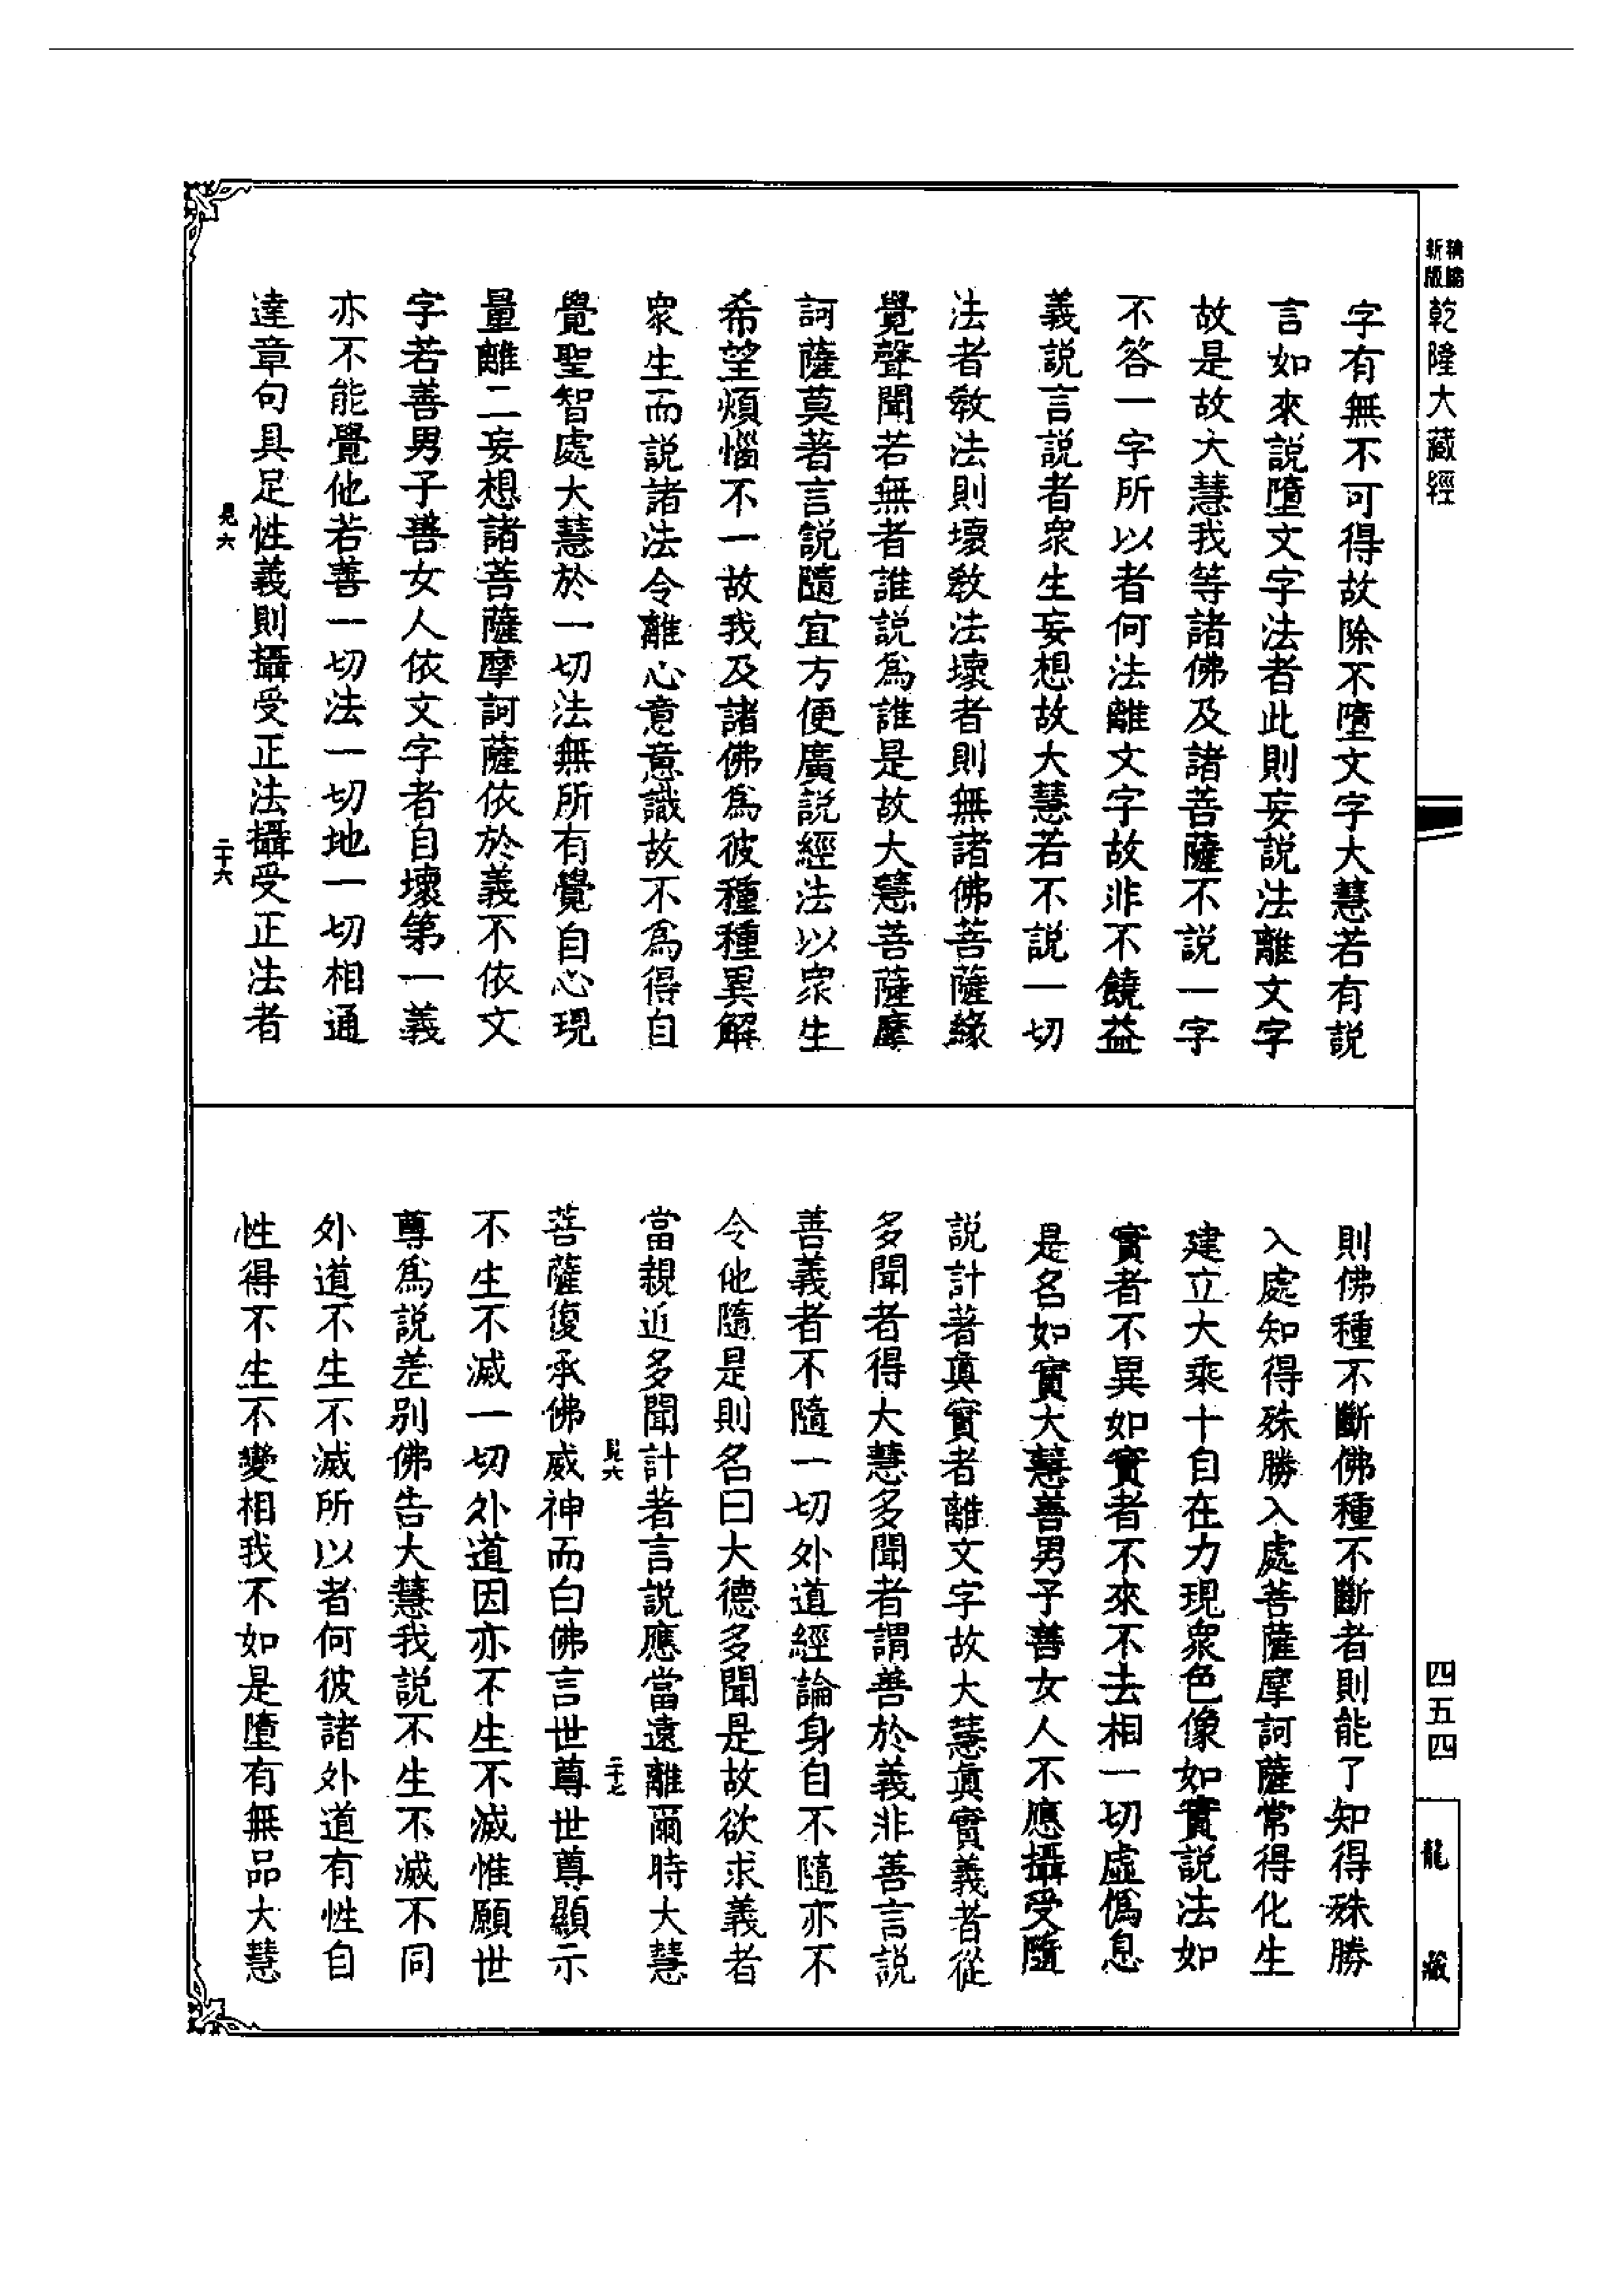 新版
精縮
乾隆大藏經
字有無不可得故除不墮文字大慧若有説
言如來説墮文字法者此則妄説法離文字
故是故大慧我等諸佛及諸菩薩不説一字
不答一字所以者何法離文字故非不饒益
義説言説者衆生妄想故大慧若不説一切
法者敎法則壞敎法壞者則無諸佛菩薩緣
覺聲聞若無者誰説爲誰是故大慧菩薩摩
訶薩莫著言説隨宜方便廣説經法以衆生
希望煩惱不一故我及諸佛爲彼種種異解
衆生而説諸法令離心意意識故不爲得自
覺聖智處大慧於一切法無所有覺自心現
量離二妄想諸菩薩摩訶薩依於義不依文
字若善男子善女人依文字者自壞第一義
亦不能覺他若善一切法一切地一切相通
達章句具足性義則攝受正法攝受正法者
見六
二十六
則佛種不斷佛種不斷者則能了知得殊勝
入處知得殊勝入處菩薩摩訶薩常得化生
建立大乘十自在力現衆色像如實説法如
實者不異如實者不來不去相一切虛僞息
是名如實大慧善男子善女人不應攝受隨
説計著眞實者離文字故大慧眞實義者從
多聞者得大慧多聞者謂善於義非善言説
善義者不隨一切外道經論身自不隨亦不
令他隨是則名曰大德多聞是故欲求義者
當親近多聞計著言説應當遠離爾時大慧
見六
二十七
菩薩復承佛威神而白佛言世尊世尊顯示
不生不滅一切外道因亦不生不滅惟願世
尊爲説差别佛告大慧我説不生不滅不同
外道不生不滅所以者何彼諸外道有性自
性得不生不變相我不如是墮有無品大慧
四五四
龍藏